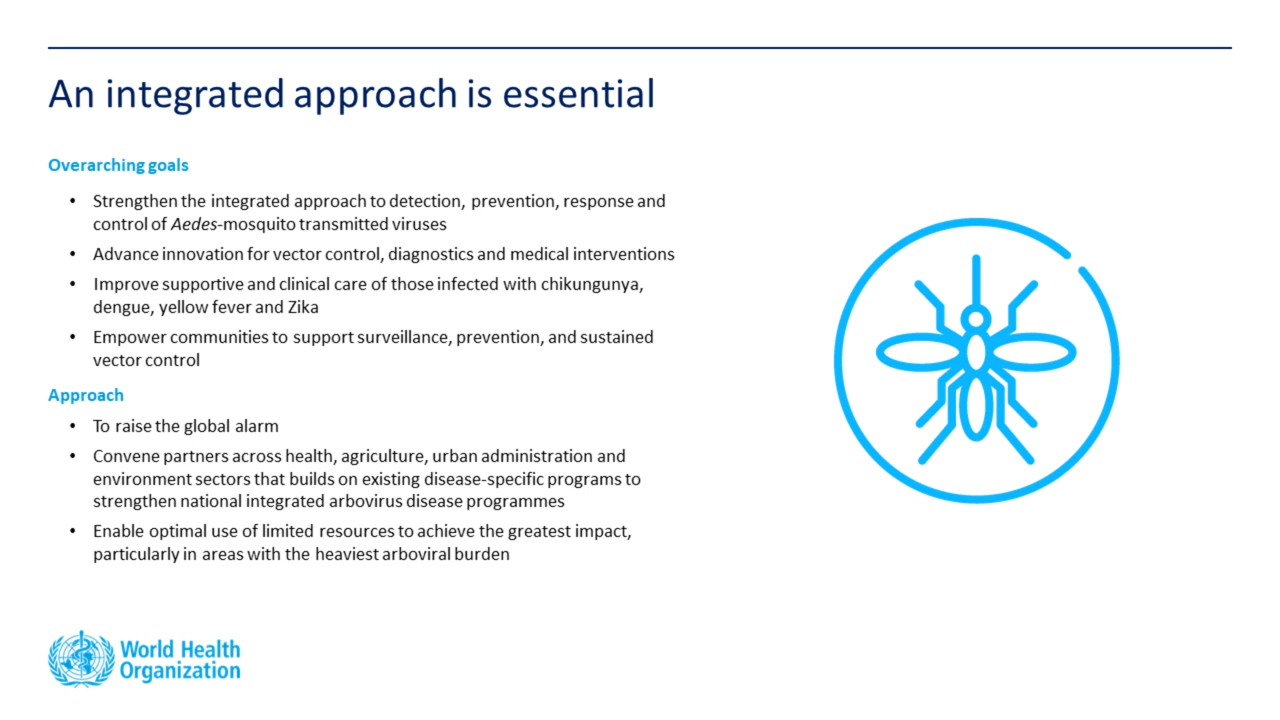 An integrated approach is essential
Overarching goals
• Strengthen the integrated approach to detection, prevention, response and
control of Aedes-mosquito transmitted viruses
• Advance innovation for vector control, diagnostics and medical interventions
• Improve supportive and clinical care of those infected with chikungunya,
dengue, yellow fever and Zika
• Empower communities to support surveillance, prevention, and sustained
vector control
Approach
• To raise the global alarm
• Convene partners across health, agriculture, urban administration and
environment sectors that builds on existing disease-specific programs to
strengthen national integrated arbovirus disease programmes
• Enable optimal use of limited resources to achieve the greatest impact,
particularly in areas with the heaviest arboviral burden
World Health
Organization